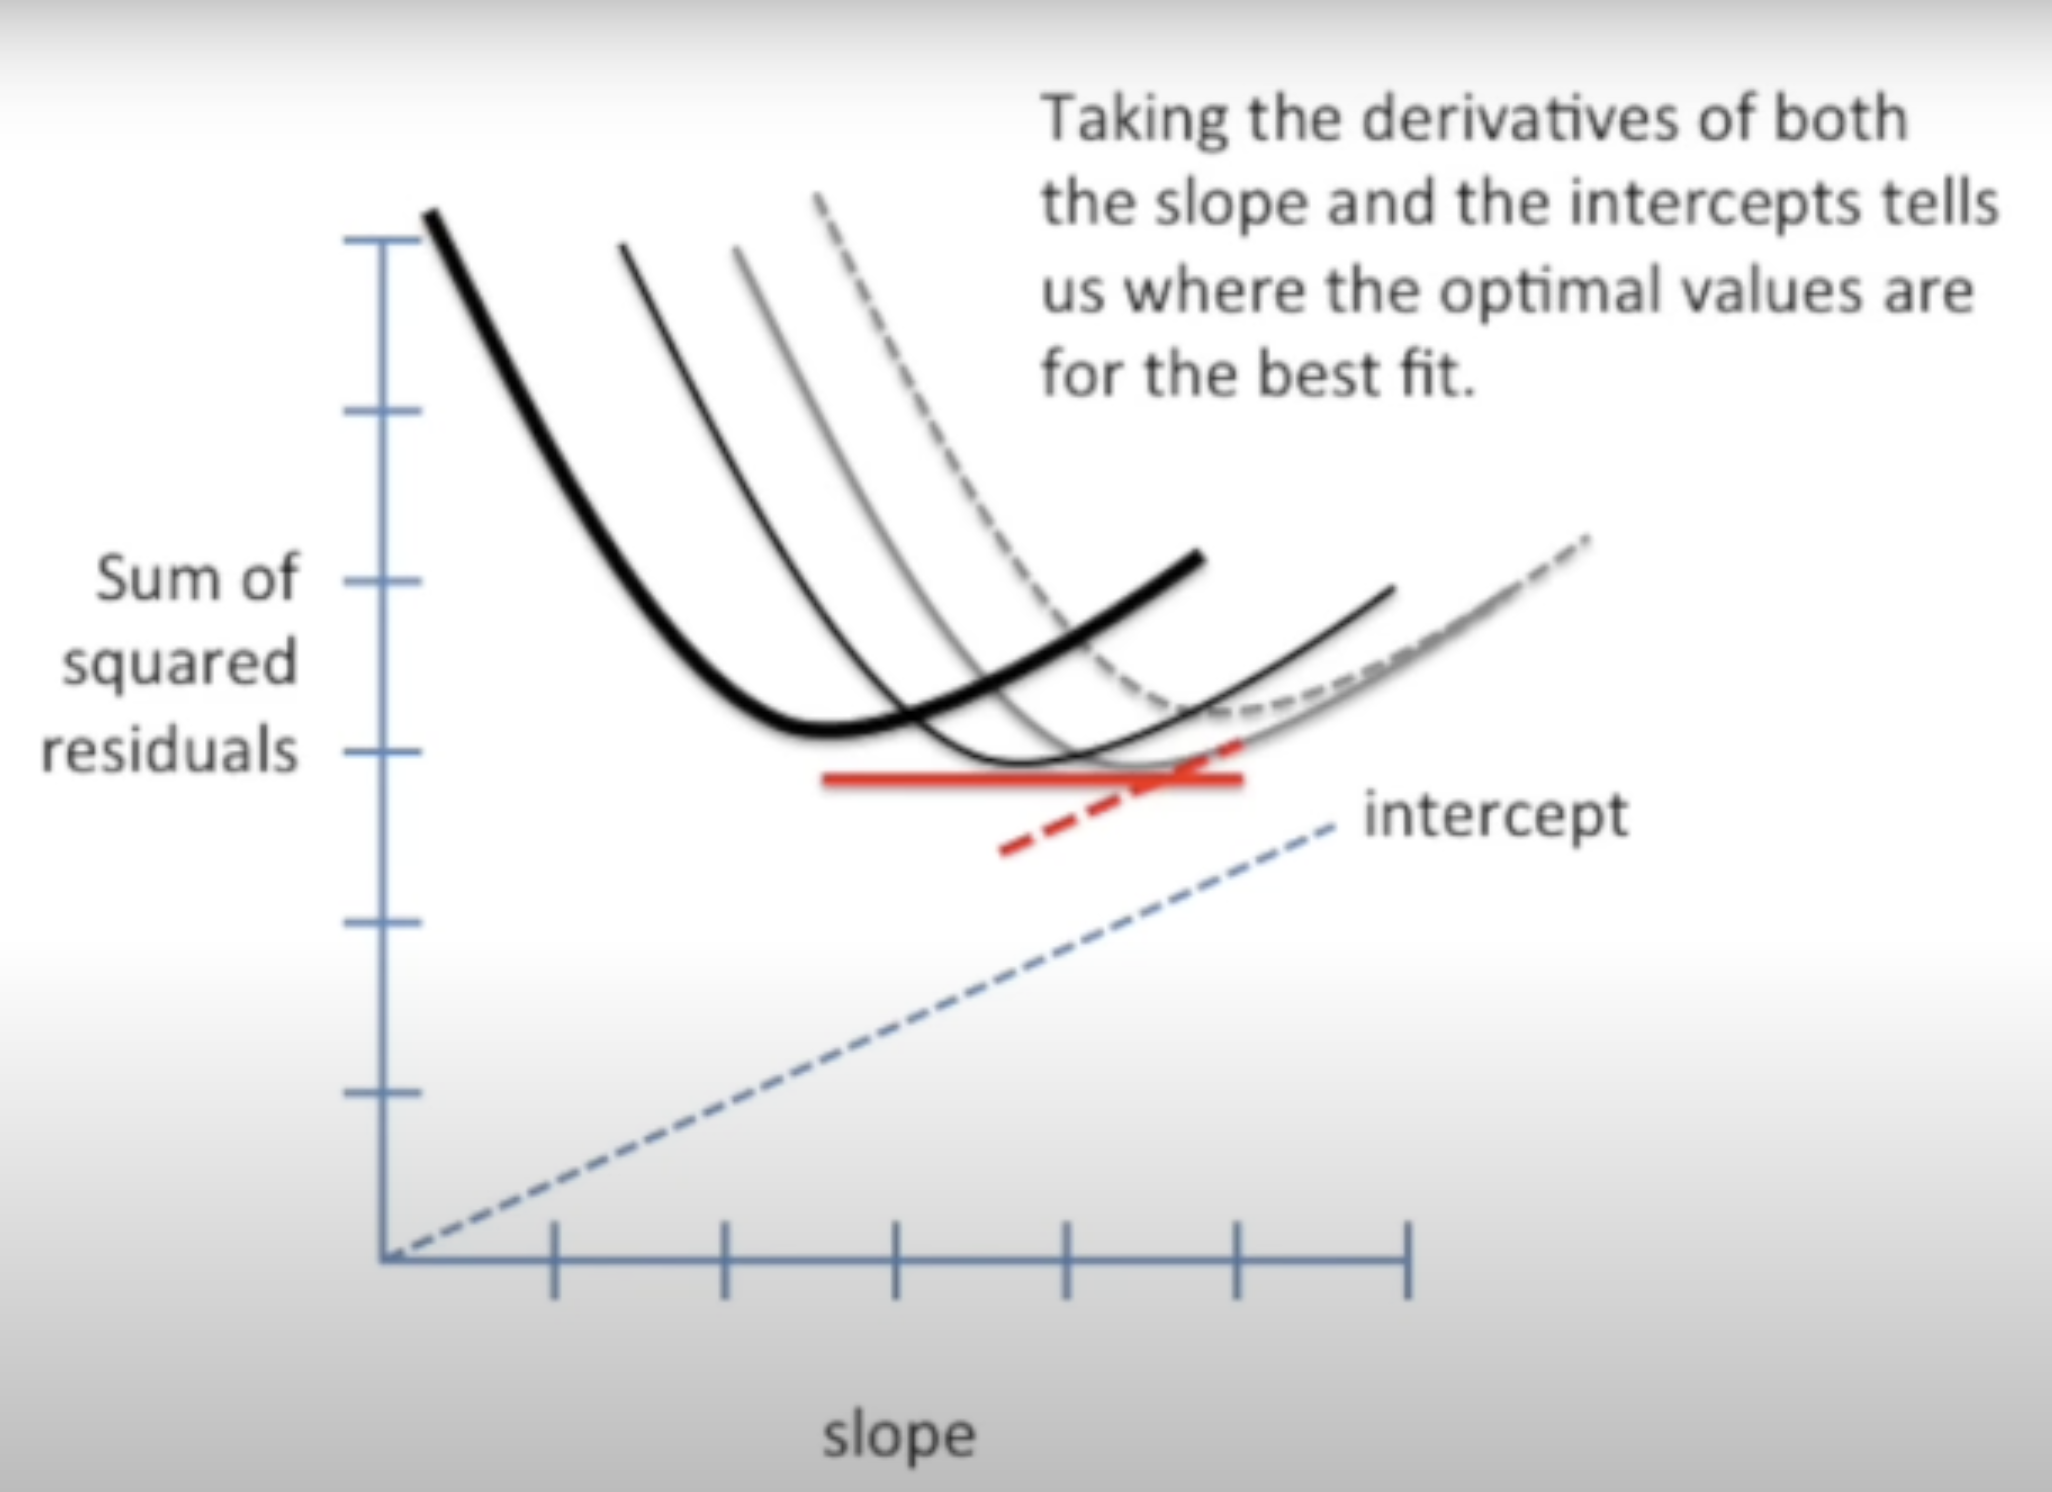 Taking the derivatives of both
the slope and the intercepts tells
us where the optimal values are
for the best fit.
Sum of
squared
residuals
intercept
slope